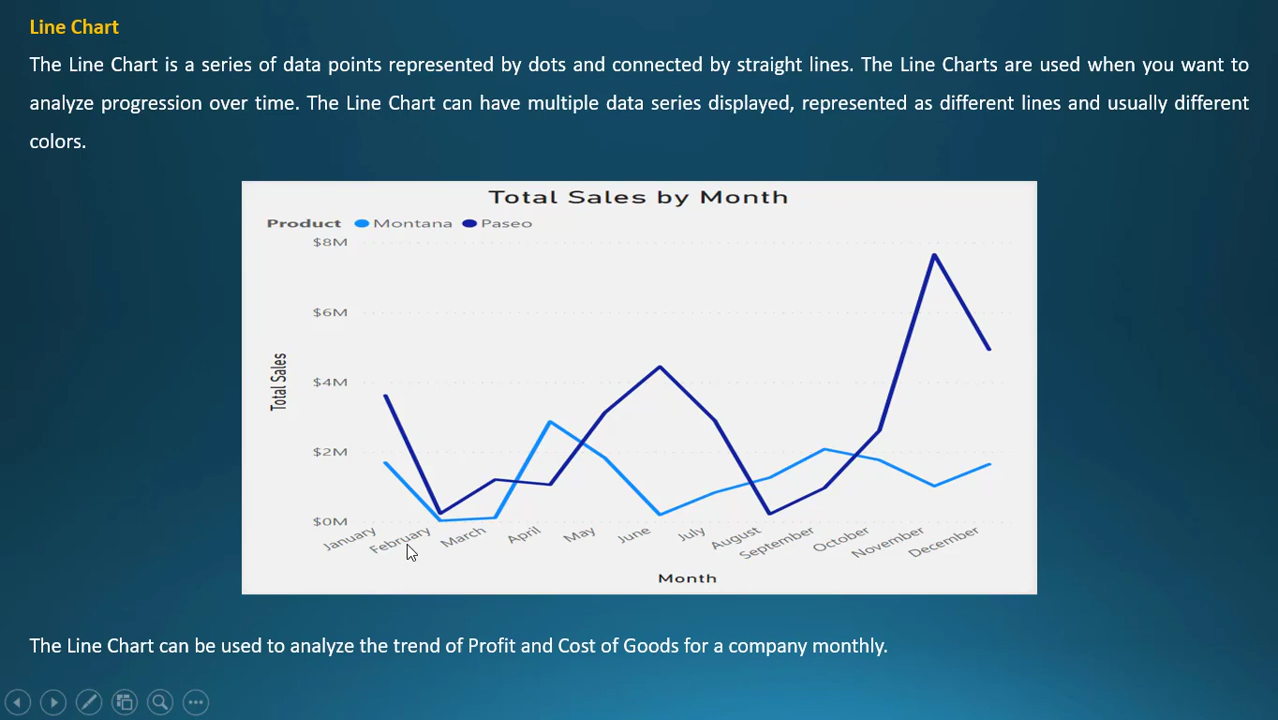 Line Chart
The Line Chart is a series of data points represented by dots and connected by straight lines. The Line Charts are used when you want to
analyze progression over time. The Line Chart can have multiple data series displayed, represented as different lines and usually different
colors.
Total Sales by Month
Product Montana Paseo
$8M
$6M
$4M
$2M
$0M
Total Sales
January February March April May June July August September October November December
Month
The Line Chart can be used to analyze the trend of Profit and Cost of Goods for a company monthly.